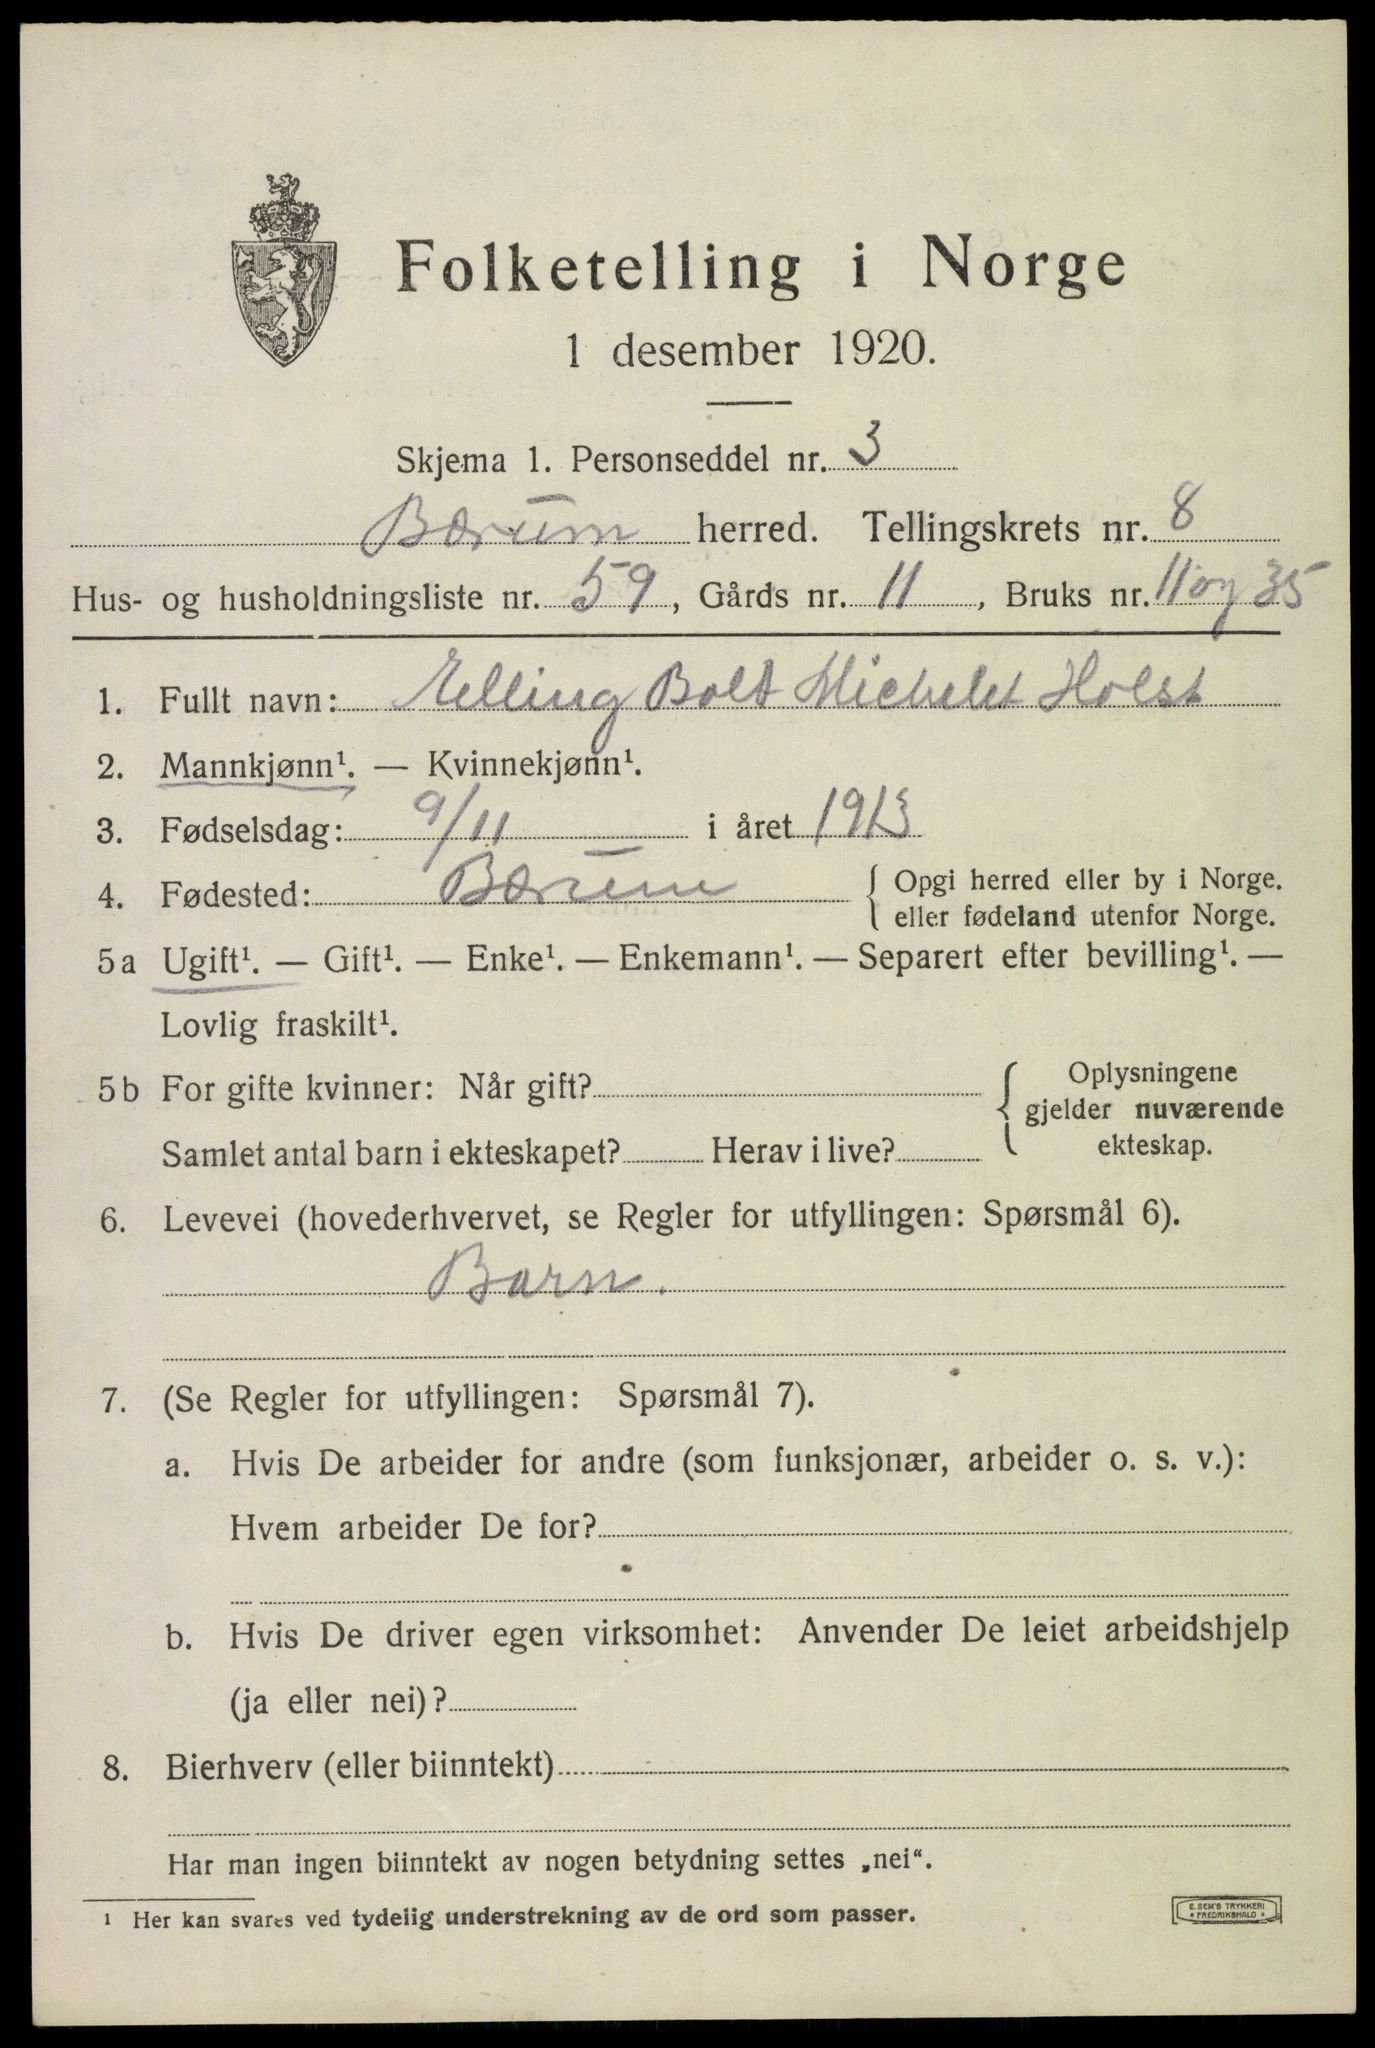 Folketelling i Norge
1 desember 1920.
Skjema 1. Personseddel nr. 3
Bærum herred. Tellingskrets nr. 8
Hus- og husholdningsliste nr. 59, Gårds nr. 11, Bruks nr. 11 og 35
1. Fullt navn: Elling Bolt Michelet Holst
2. Mannkjønn¹. — Kvinnekjønn¹.
3. Fødselsdag: 9/11 i året 1913
4. Fødested: Bærum { Opgi herred eller by i Norge.
eller fødeland utenfor Norge.
5a Ugift¹. — Gift¹. — Enke¹. — Enkemann¹. — Separert efter bevilling¹. —
Lovlig fraskilt¹.
5b For gifte kvinner: Når gift? { Oplysningene
gjelder nuværende
Samlet antal barn i ekteskapet? Herav i live? ekteskap.
6. Levevei (hovederhvervet, se Regler for utfyllingen: Spørsmål 6).
Barn.
7. (Se Regler for utfyllingen: Spørsmål 7).
a. Hvis De arbeider for andre (som funksjonær, arbeider o. s. v.):
Hvem arbeider De for?
b. Hvis De driver egen virksomhet: Anvender De leiet arbeidshjelp
(ja eller nei)?
8. Bierhverv (eller biinntekt)
Har man ingen biinntekt av nogen betydning settes „nei“.
¹ Her kan svares ved tydelig understrekning av de ord som passer.
E. SEM'S TRYKKERI
* FREDRIKSHALD *